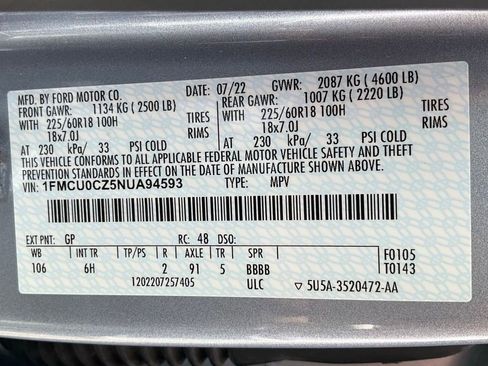 MFD. BY FORD MOTOR CO. DATE: 07/22 GVWR: 2087 KG ( 4600 LB)
FRONT GAWR: 1134 KG ( 2500 LB) REAR GAWR: 1007 KG ( 2220 LB)
WITH 225/60R18 100H TIRES WITH 225/60R18 100H TIRES
18x7.0J RIMS 18x7.0J RIMS
AT 230 kPa/ 33 PSI COLD AT 230 kPa/ 33 PSI COLD
THIS VEHICLE CONFORMS TO ALL APPLICABLE FEDERAL MOTOR VEHICLE SAFETY AND THEFT
PREVENTION STANDARDS IN EFFECT ON THE DATE OF MANUFACTURE SHOWN ABOVE.
VIN: 1FMCU0CZ5NUA94593 TYPE: MPV
EXT PNT: GP RC: 48 DSO:
WB INT TR TP/PS R AXLE TR SPR F0105
106 6H 2 91 5 BBBB T0143
1202207257405 ULC ▽ 5U5A-3520472-AA